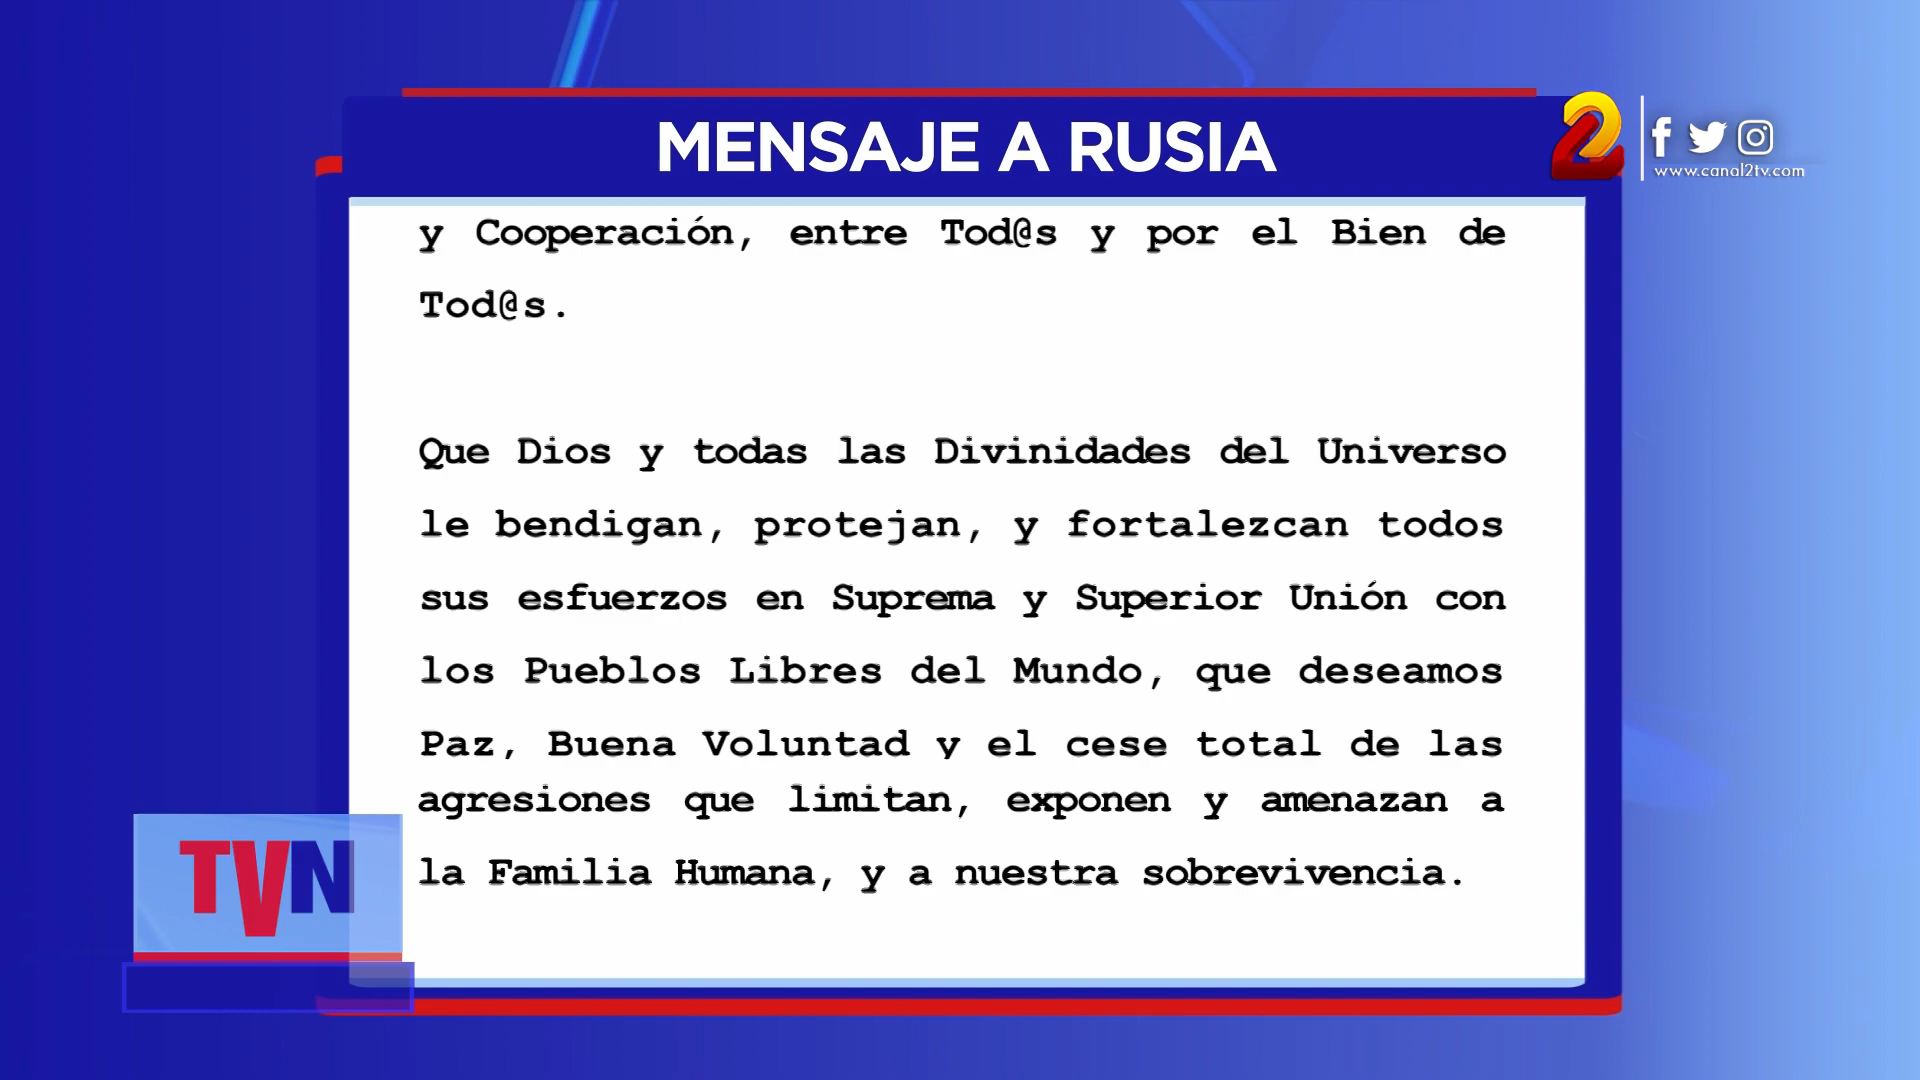 MENSAJE A RUSIA
2
www.canal2tv.com
y Cooperación, entre Tod@s y por el Bien de
Tod@s.
Que Dios y todas las Divinidades del Universo
le bendigan, protejan, y fortalezcan todos
sus esfuerzos en Suprema y Superior Unión con
los Pueblos Libres del Mundo, que deseamos
Paz, Buena Voluntad y el cese total de las
agresiones que limitan, exponen y amenazan a
la Familia Humana, y a nuestra sobrevivencia.
TVN